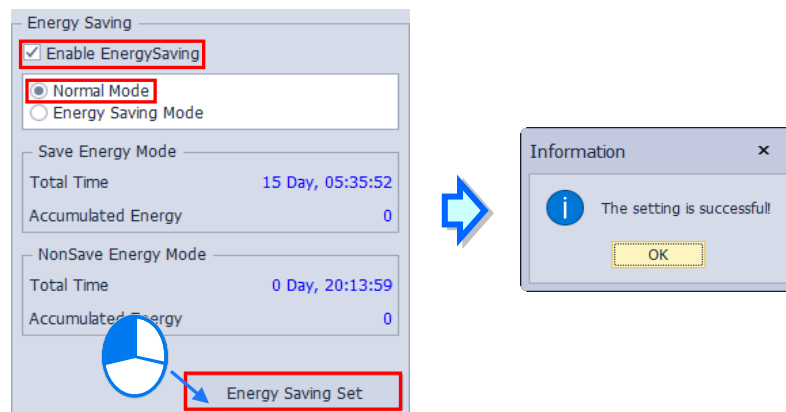 Energy Saving
Enable EnergySaving
Normal Mode
Energy Saving Mode
Save Energy Mode
Total Time 15 Day, 05:35:52
Accumulated Energy 0
NonSave Energy Mode
Total Time 0 Day, 20:13:59
Accumulated Energy 0
Energy Saving Set
Information ×
The setting is successful!
OK